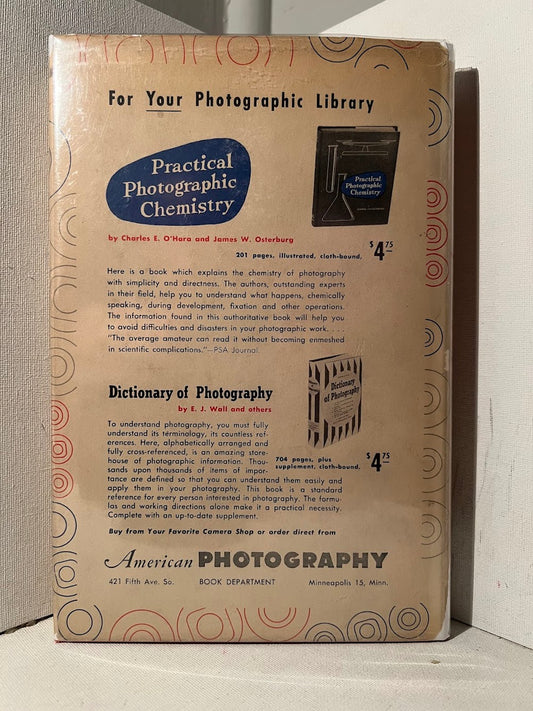 For Your Photographic Library
Practical
Photographic
Chemistry
Practical
Photographic
Chemistry
by Charles E. O'Hara and James W. Osterburg
201 pages, illustrated, cloth-bound, $4.75
Here is a book which explains the chemistry of photography
with simplicity and directness. The authors, outstanding experts
in their field, help you to understand what happens, chemically
speaking, during development, fixation and other operations.
The information found in this authoritative book will help you
to avoid difficulties and disasters in your photographic work. . . .
"The average amateur can read it without becoming enmeshed
in scientific complications."—PSA Journal.
Dictionary of Photography
by E. J. Wall and others
Dictionary
of Photography
To understand photography, you must fully
understand its terminology, its countless ref-
erences. Here, alphabetically arranged and
fully cross-referenced, is an amazing store-
house of photographic information. Thou-
sands upon thousands of items of impor-
tance are defined so that you can understand them easily and
apply them in your photography. This book is a standard
reference for every person interested in photography. The formu-
las and working directions alone make it a practical necessity.
Complete with an up-to-date supplement.
704 pages, plus
supplement, cloth-bound, $4.75
Buy from Your Favorite Camera Shop or order direct from
American PHOTOGRAPHY
421 Fifth Ave. So. BOOK DEPARTMENT Minneapolis 15, Minn.